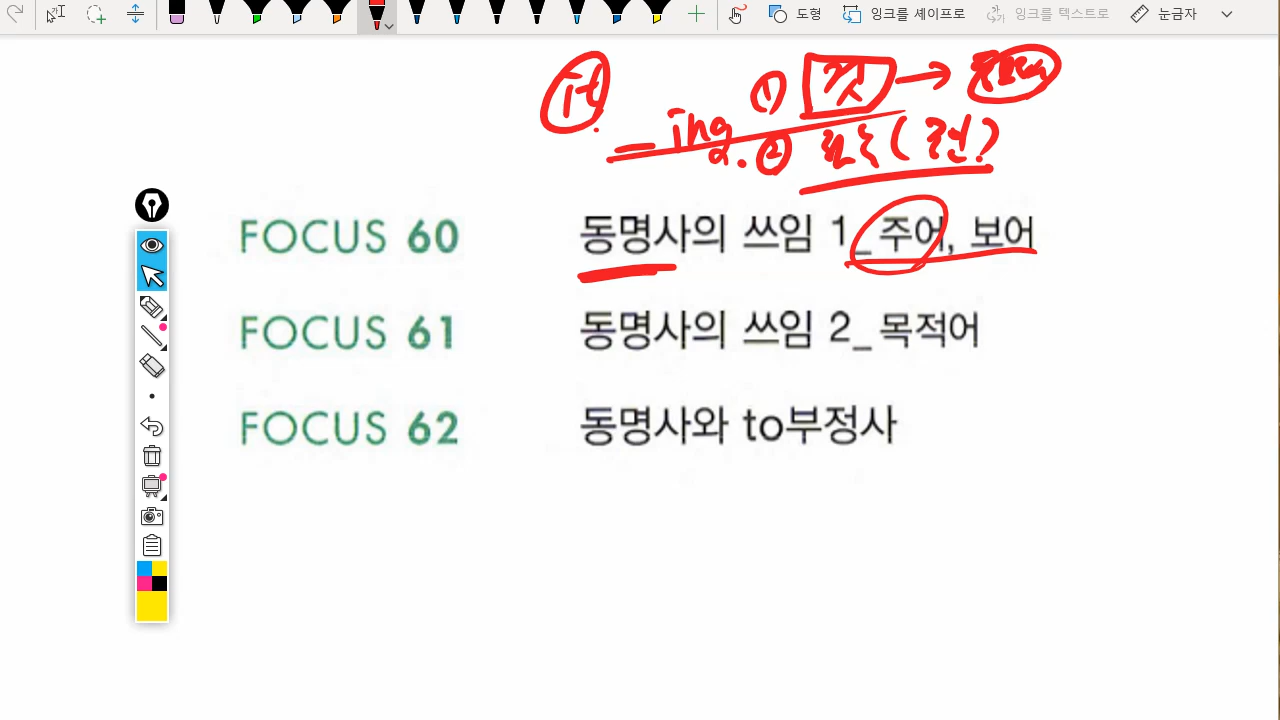 도형 잉크를 셰이프로 잉크를 텍스트로 눈금자
it
① 것 →
ing ②
FOCUS 60 동명사의 쓰임 1_주어, 보어
FOCUS 61 동명사의 쓰임 2_목적어
FOCUS 62 동명사와 to부정사